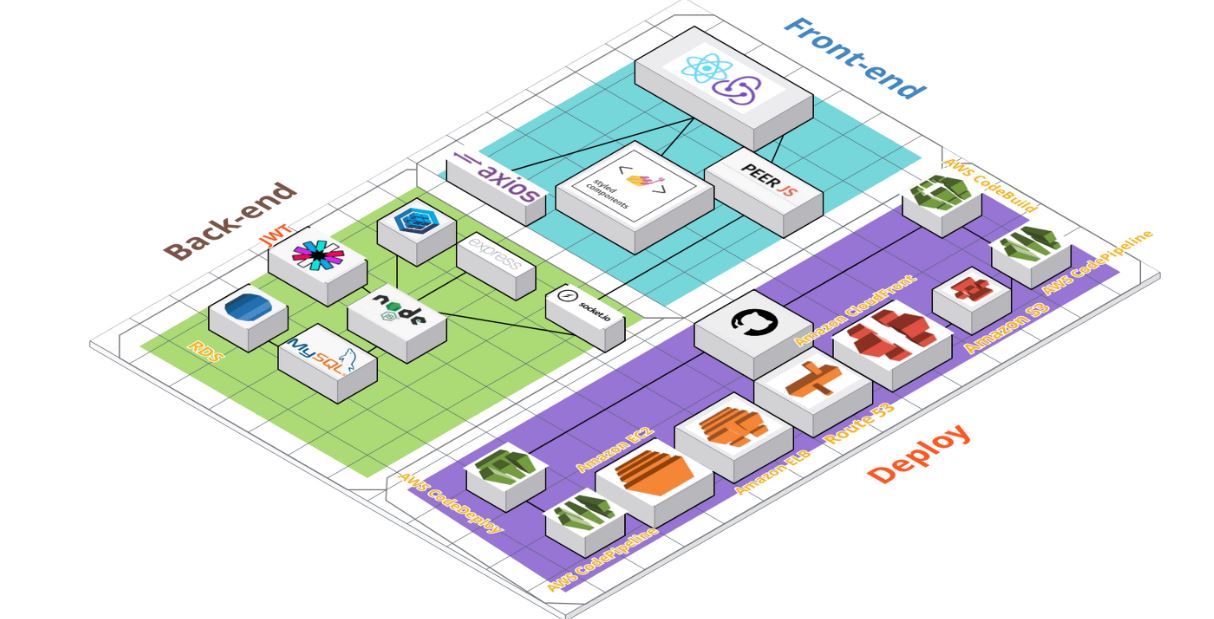 Front-end
Back-end
JWT
axios
styled
components
< >
PEER JS
express
socket.io
node
JS
RDS
MySQL
AWS CodeBuild
AWS CodePipeline
Amazon CloudFront
Amazon S3
Route 53
Amazon EC2
Amazon ELB
AWS CodeDeploy
AWS CodePipeline
Deploy